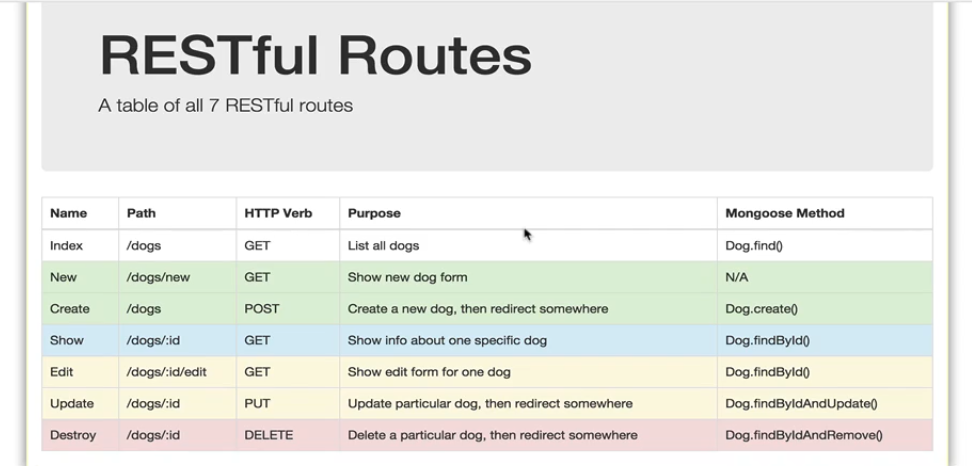 RESTful Routes
A table of all 7 RESTful routes
Name Path HTTP Verb Purpose Mongoose Method
Index /dogs GET List all dogs Dog.find()
New /dogs/new GET Show new dog form N/A
Create /dogs POST Create a new dog, then redirect somewhere Dog.create()
Show /dogs/:id GET Show info about one specific dog Dog.findById()
Edit /dogs/:id/edit GET Show edit form for one dog Dog.findById()
Update /dogs/:id PUT Update particular dog, then redirect somewhere Dog.findByIdAndUpdate()
Destroy /dogs/:id DELETE Delete a particular dog, then redirect somewhere Dog.findByIdAndRemove()